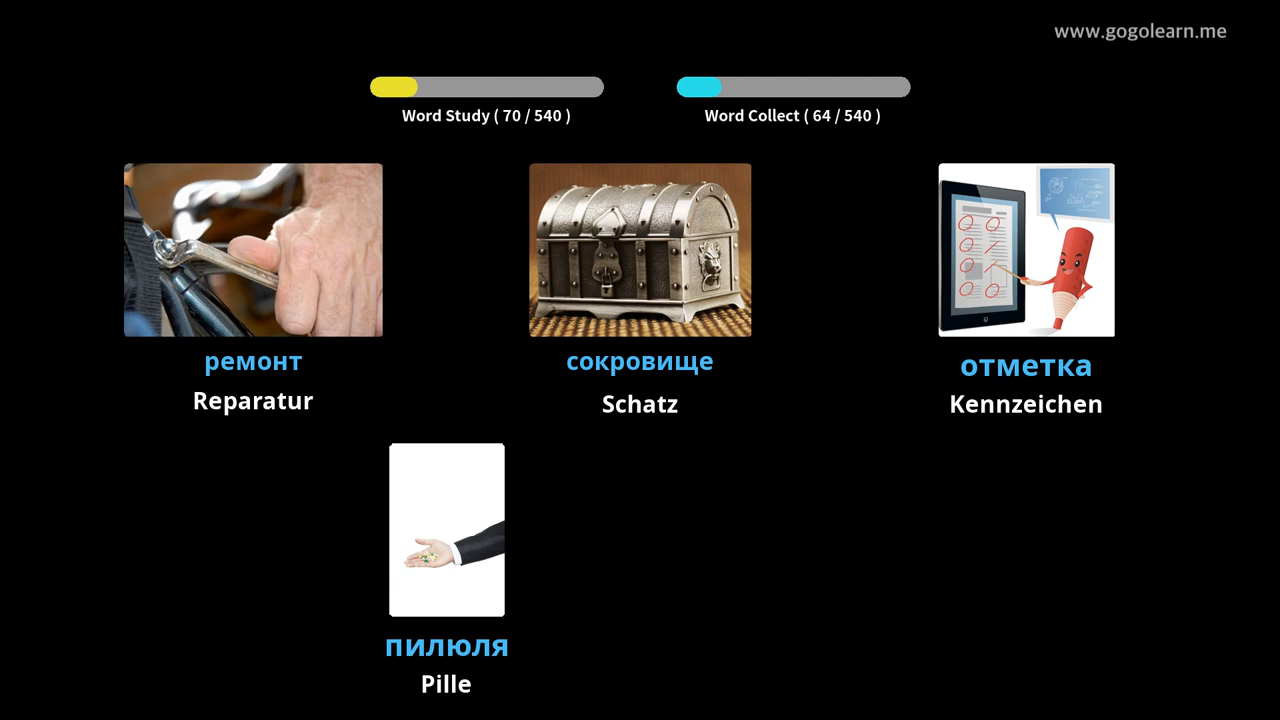 www.gogolearn.me
Word Study ( 70 / 540 )
Word Collect ( 64 / 540 )
ремонт
Reparatur
сокровище
Schatz
отметка
Kennzeichen
пилюля
Pille